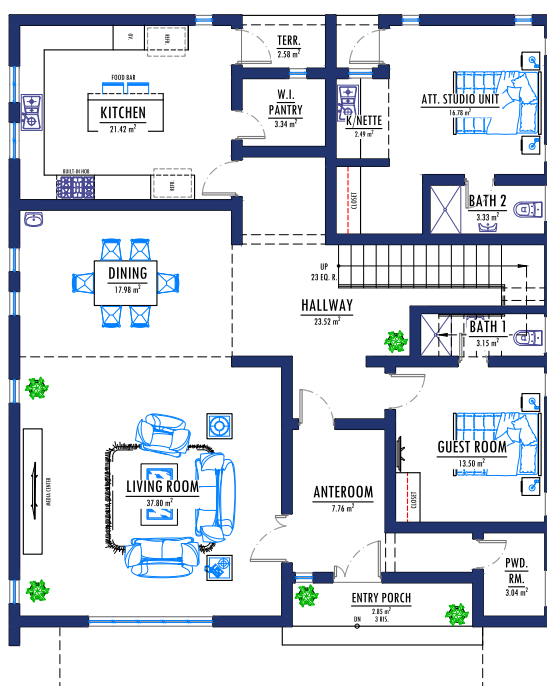 OV.
REFR.
TERR.
2.58 m²
FOOD BAR
KITCHEN
21.42 m²
W.I.
PANTRY
3.34 m²
K/NETTE
2.49 m²
ATT. STUDIO UNIT
16.78 m²
BUILT-IN HOB
REFR.
CLOSET
BATH 2
3.33 m²
DINING
17.98 m²
UP
23 EQ. R.
HALLWAY
23.52 m²
BATH 1
3.15 m²
GUEST ROOM
13.50 m²
MEDIA CENTER
LIVING ROOM
37.80 m²
ANTEROOM
7.76 m²
CLOSET
PWD.
RM.
3.04 m²
ENTRY PORCH
2.85 m²
DN 3 RIS.